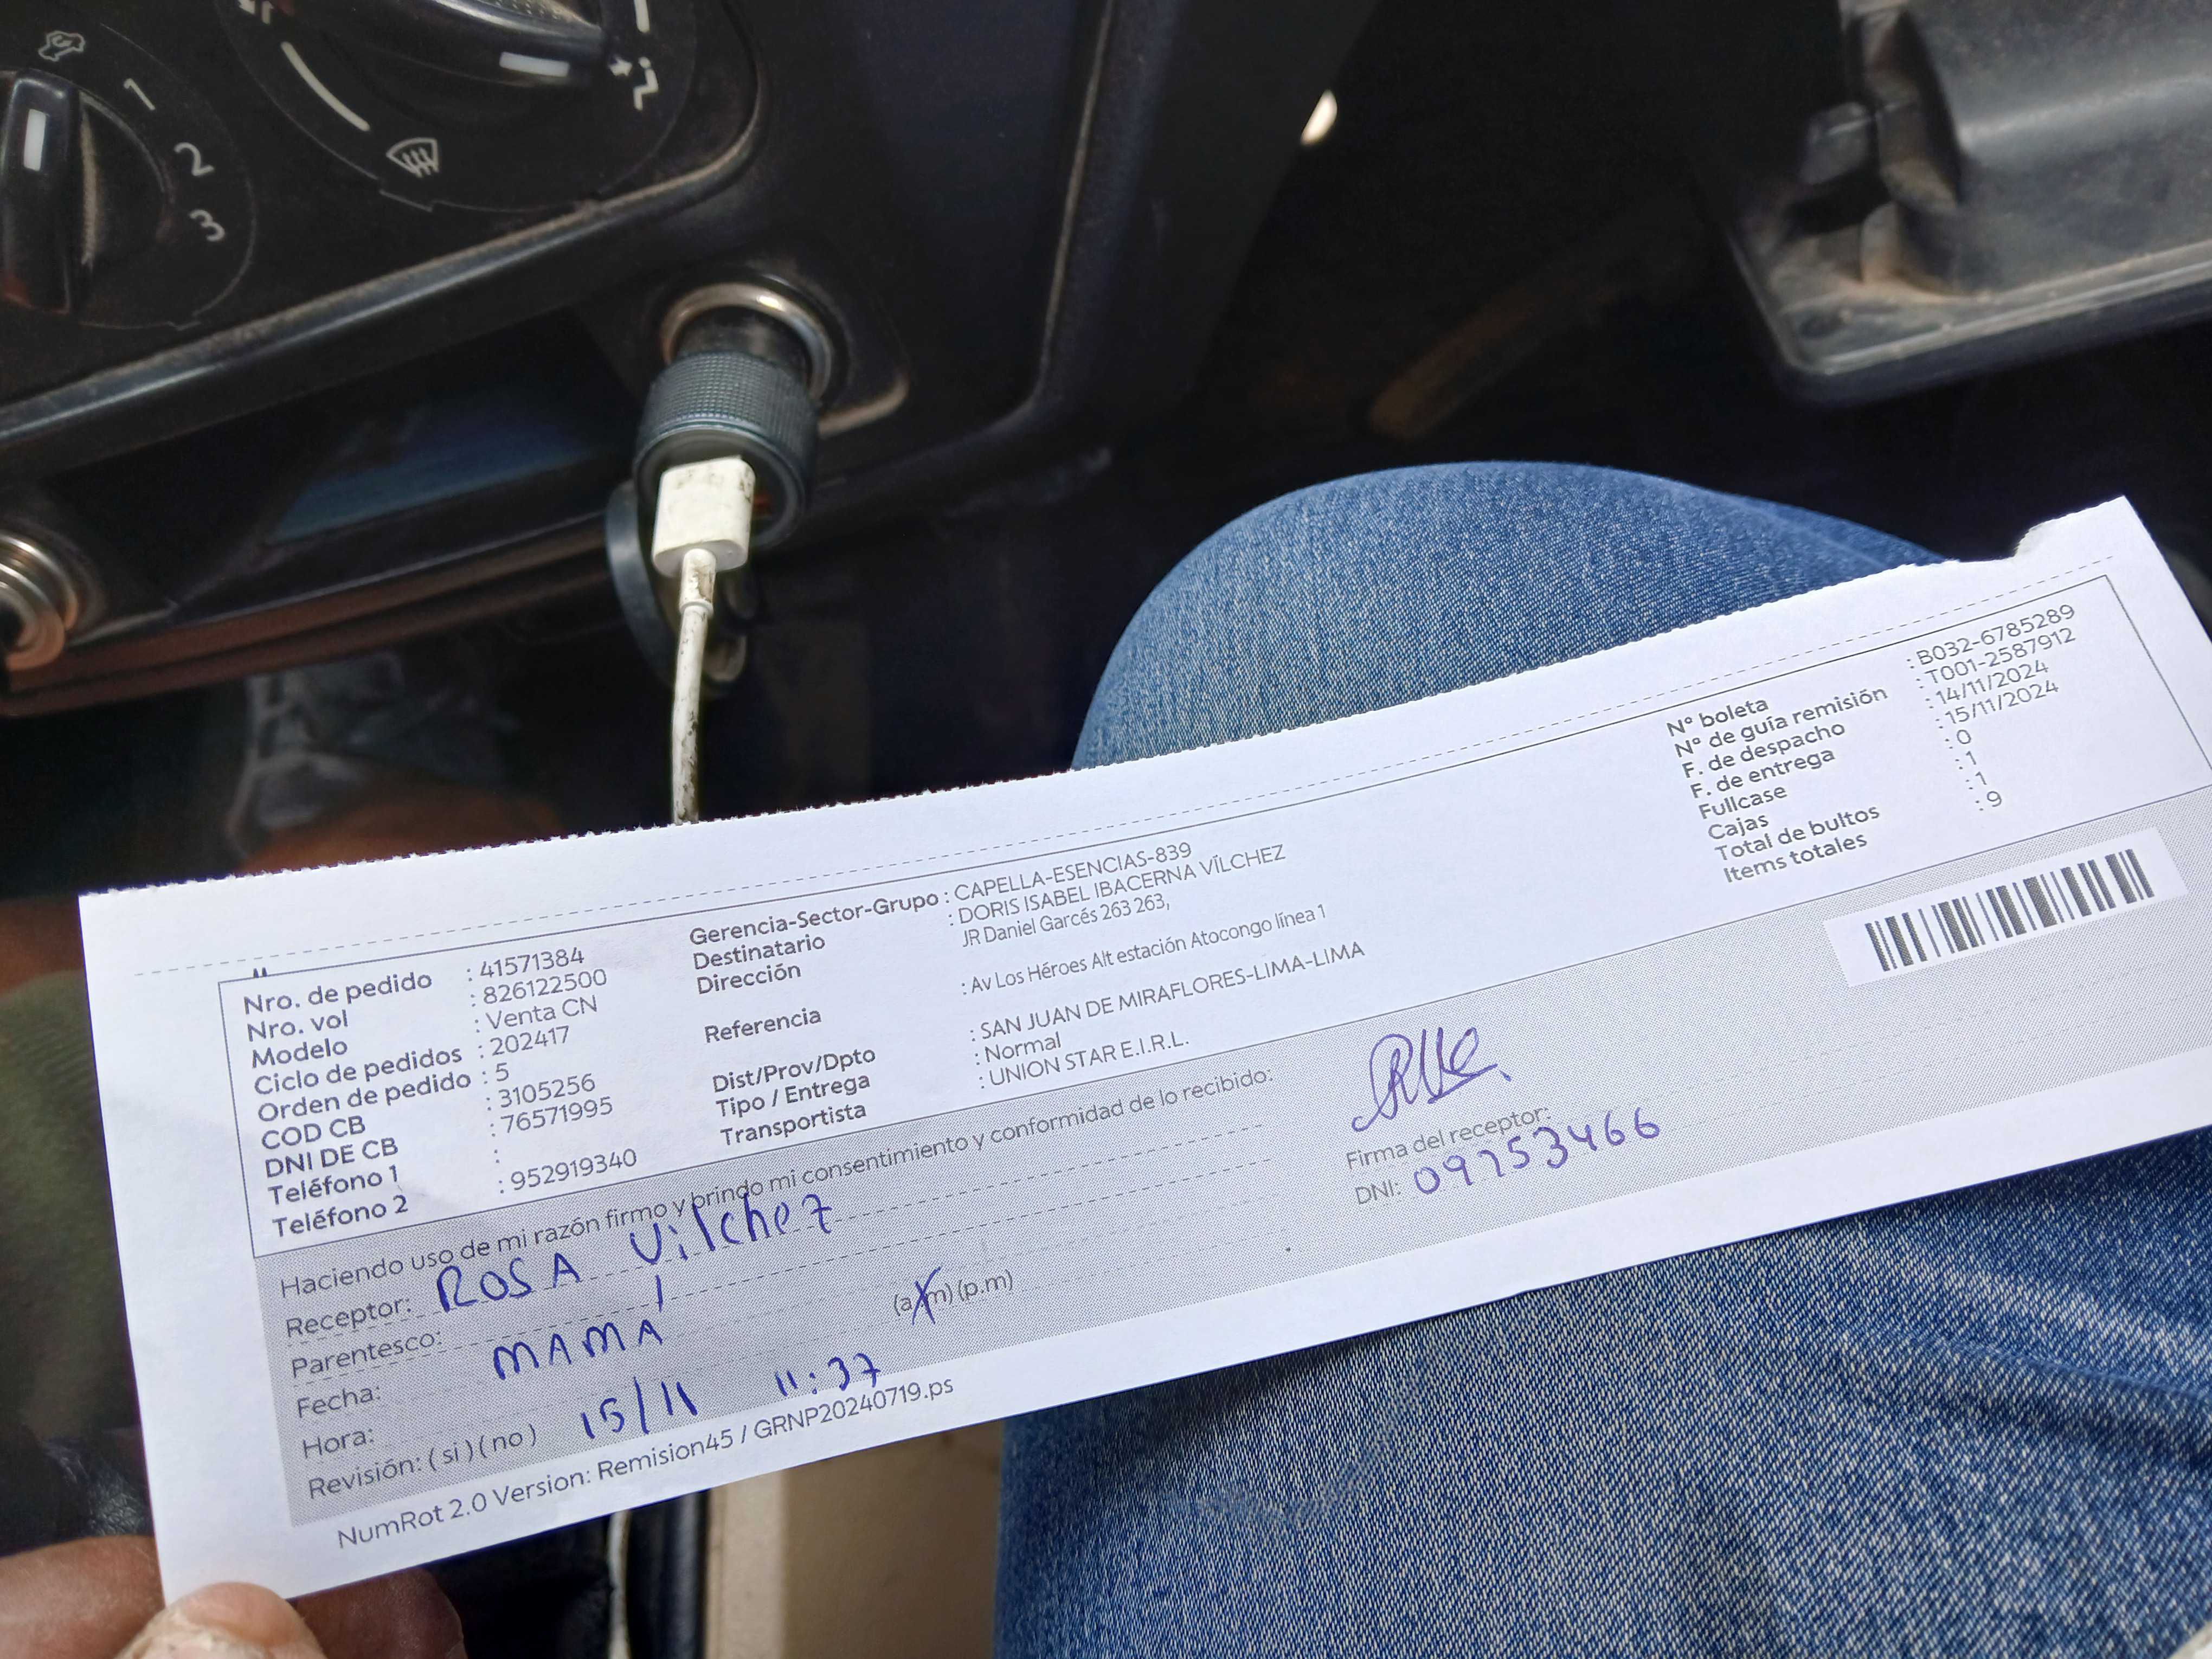 1
2
3
Nro. de pedido : 41571384
Nro. vol : 826122500
Modelo : Venta CN
Ciclo de pedidos : 202417
Orden de pedido : 5
COD CB : 3105256
DNI DE CB : 76571995
Teléfono 1 :
Teléfono 2 : 952919340
Gerencia-Sector-Grupo : CAPELLA-ESENCIAS-839
Destinatario : DORIS ISABEL IBACERNA VÍLCHEZ
Dirección JR Daniel Garcés 263 263,
Referencia : Av Los Héroes Alt estación Atocongo línea 1
Dist/Prov/Dpto : SAN JUAN DE MIRAFLORES-LIMA-LIMA
Tipo / Entrega : Normal
Transportista : UNION STAR E.I.R.L.
N° boleta : B032-6785289
N° de guía remisión : T001-2587912
F. de despacho : 14/11/2024
F. de entrega : 15/11/2024
Fullcase : 0
Cajas : 1
Total de bultos : 1
Items totales : 9
Haciendo uso de mi razón firmo y brindo mi consentimiento y conformidad de lo recibido:
Receptor: ROSA Vilchez
Parentesco: MAMÁ
Fecha: 15/11
Hora: 11:37 (a.m) (p.m)
Revisión: ( si ) ( no )
Firma del receptor:
DNI: 09253466
NumRot 2.0 Version: Remision45 / GRNP20240719.ps